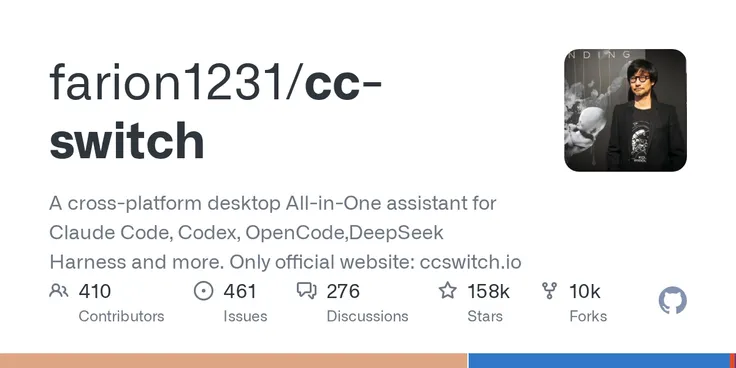 farion1231/cc-
switch
A cross-platform desktop All-in-One assistant for
Claude Code, Codex, OpenCode,DeepSeek
Harness and more. Only official website: ccswitch.io
410
Contributors
461
Issues
276
Discussions
158k
Stars
10k
Forks
NDING